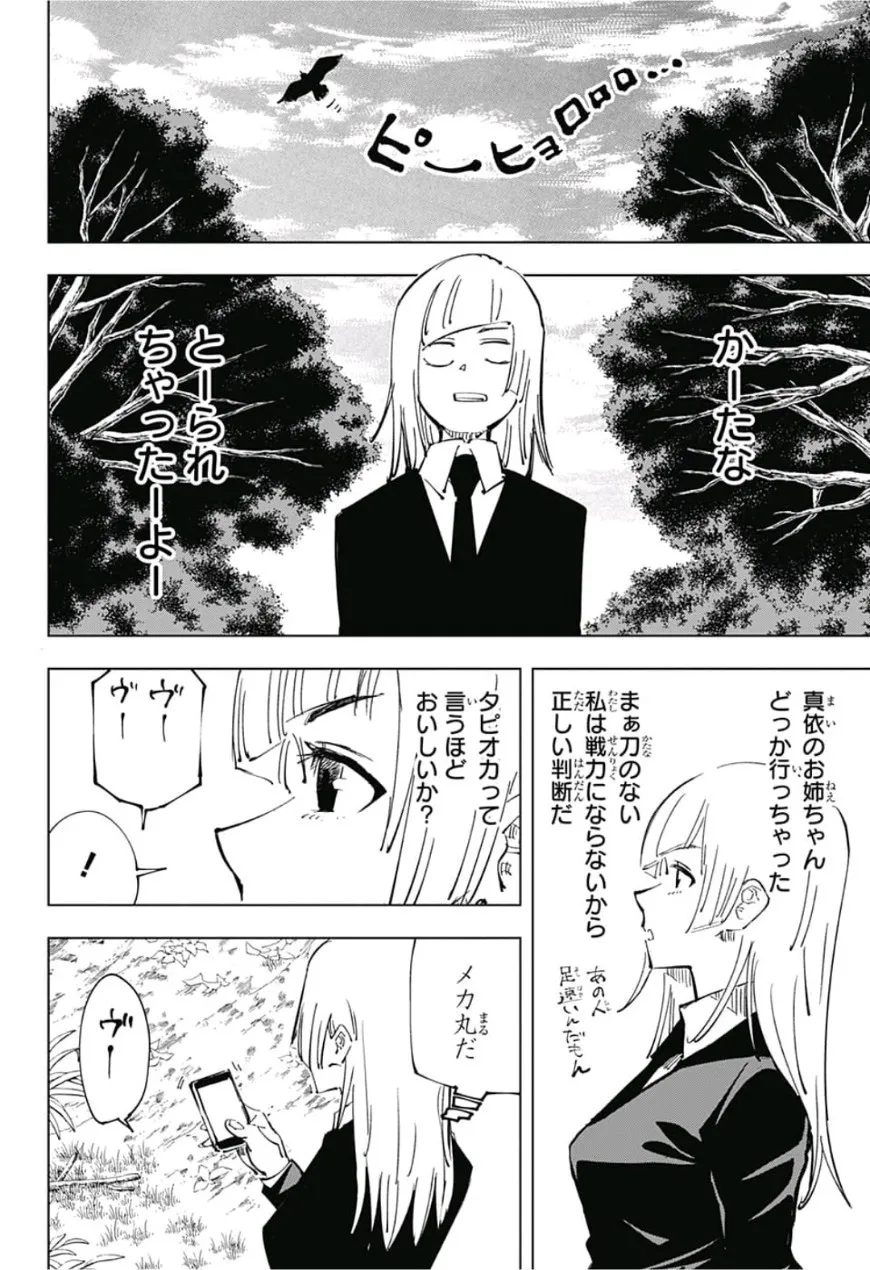 ピーヒョロロロ…
かーたな
とーられ
ちゃったーよー
真依のお姉ちゃん
どっか行っちゃった
まぁ刀のない
私は戦力にならないから
正しい判断だ
あの人
足速いんだもん
タピオカって
言うほど
おいしいか?
ヴーヴー
!
メカ丸だ
ヴー